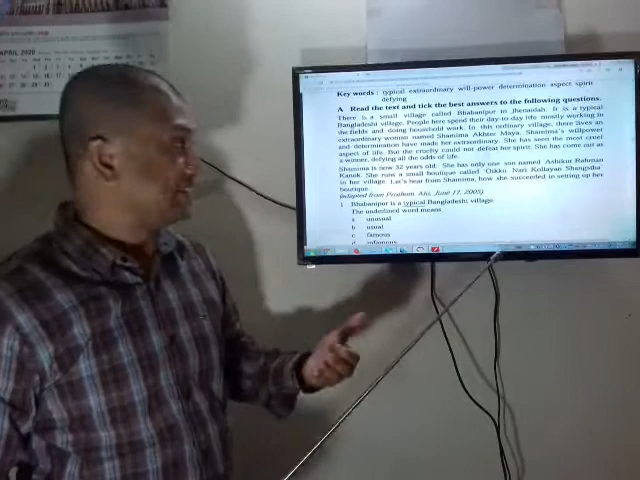 APRIL 2020
Key words : typical extraordinary will-power determination aspect spirit
defying
A Read the text and tick the best answers to the following questions.
There is a small village called Bhabanipur in Jhenaidah. It is a typical
Bangladeshi village. People here spend their day-to-day life mostly working in
the fields and doing household work. In this ordinary village, there lives an
extraordinary woman named Shamima Akhter Maya. Shamima's willpower
and determination have made her extraordinary. She has seen the most cruel
aspect of life. But the cruelty could not defeat her spirit. She has come out as
a winner, defying all the odds of life.
Shamima is now 32 years old. She has only one son named Ashikur Rahman
She runs a small boutique called 'Oikko Nari Kollayan Shangstha
in her village. Let's hear from Shamima, how she succeeded in setting up her
boutique.
(adapted from Prothom Alo, June 17, 2005)
1 Bhabanipur is a typical Bangladeshi village.
The underlined word means
a unusual
b usual
c famous
d infamous